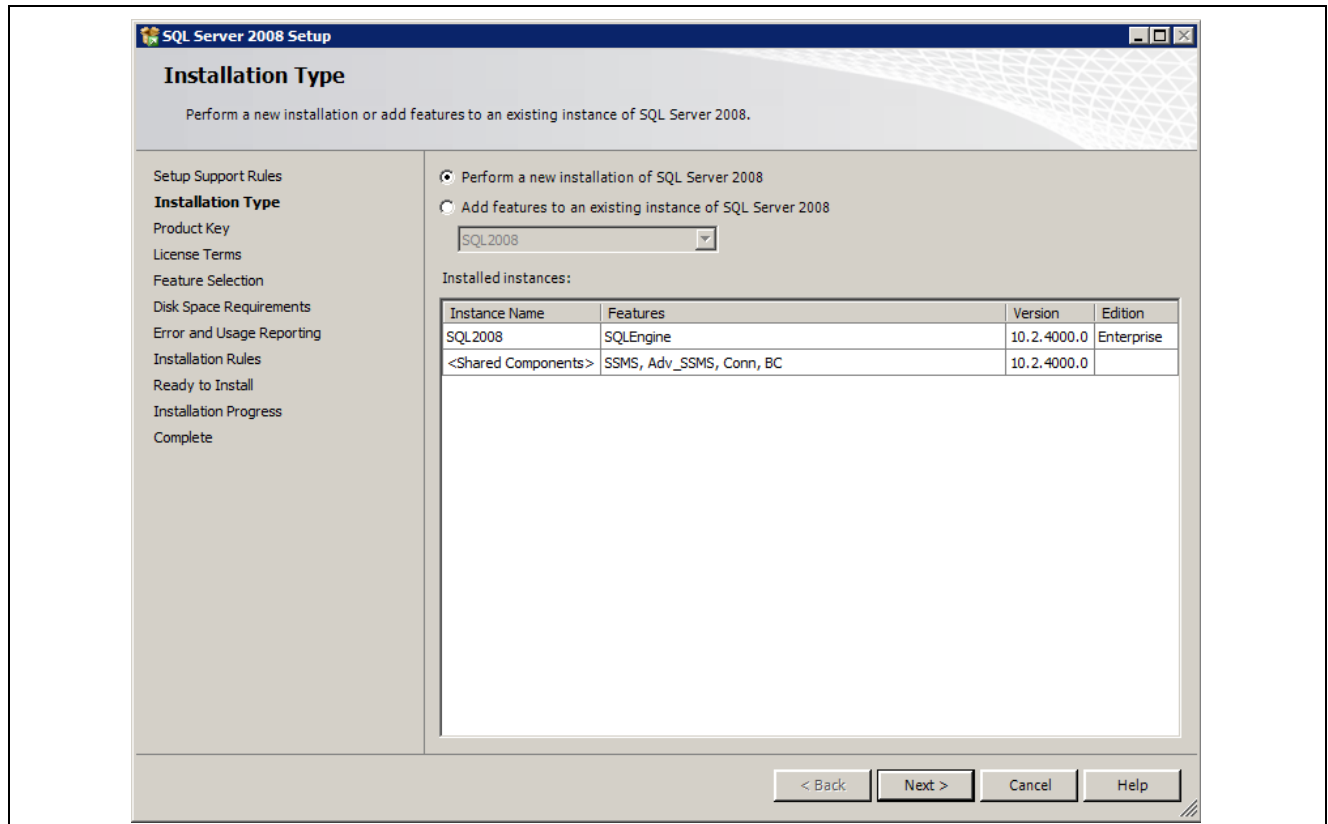 SQL Server 2008 Setup
Installation Type
Perform a new installation or add features to an existing instance of SQL Server 2008.
Setup Support Rules
Installation Type
Product Key
License Terms
Feature Selection
Disk Space Requirements
Error and Usage Reporting
Installation Rules
Ready to Install
Installation Progress
Complete
Perform a new installation of SQL Server 2008
Add features to an existing instance of SQL Server 2008
SQL2008
Installed instances:
Instance Name Features Version Edition
SQL2008 SQLEngine 10.2.4000.0 Enterprise
<Shared Components> SSMS, Adv_SSMS, Conn, BC 10.2.4000.0
< Back Next > Cancel Help